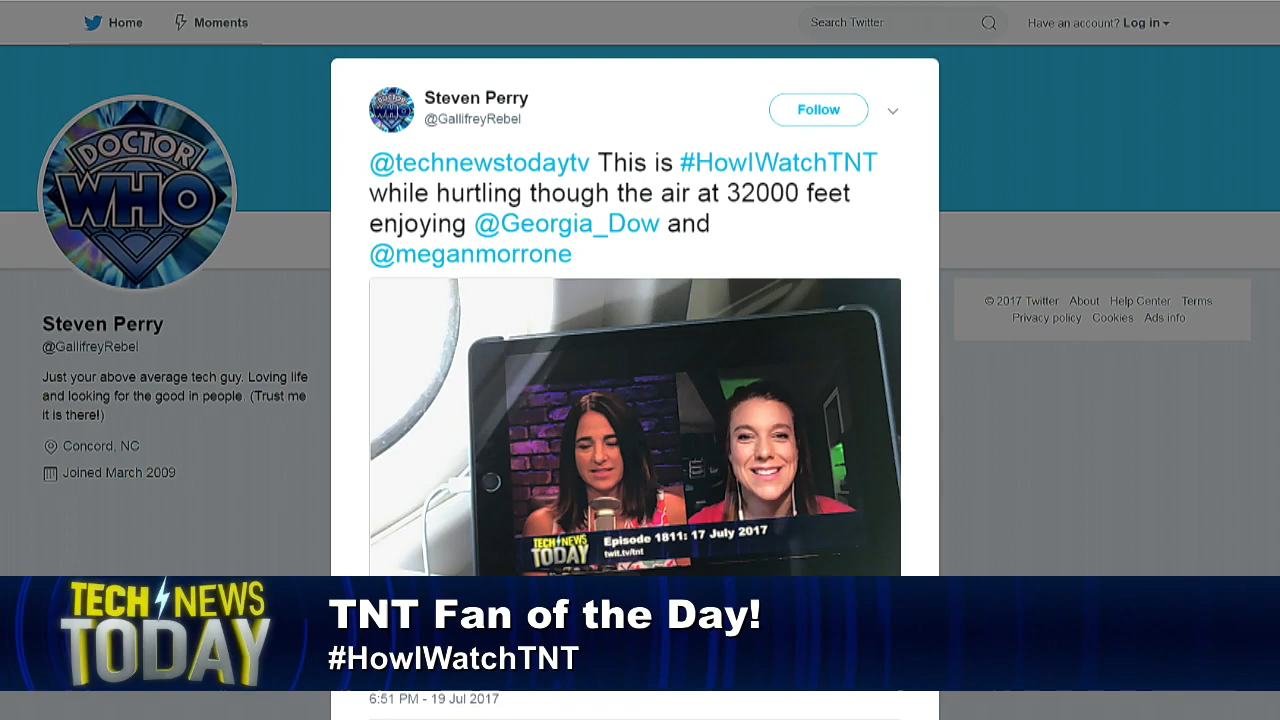 Home
Moments
Search Twitter
Have an account? Log in
DOCTOR
WHO
Steven Perry
@GallifreyRebel
Just your above average tech guy. Loving life
and looking for the good in people. (Trust me
it is there!)
Concord, NC
Joined March 2009
DOCTOR
WHO
Steven Perry
@GallifreyRebel
Follow
@technewstodaytv This is #HowIWatchTNT
while hurtling though the air at 32000 feet
enjoying @Georgia_Dow and
@meganmorrone
TECH NEWS
TODAY
Episode 1811: 17 July 2017
twit.tv/tnt
© 2017 Twitter About Help Center Terms
Privacy policy Cookies Ads info
TECH NEWS
TODAY
TNT Fan of the Day!
#HowIWatchTNT
6:51 PM - 19 Jul 2017